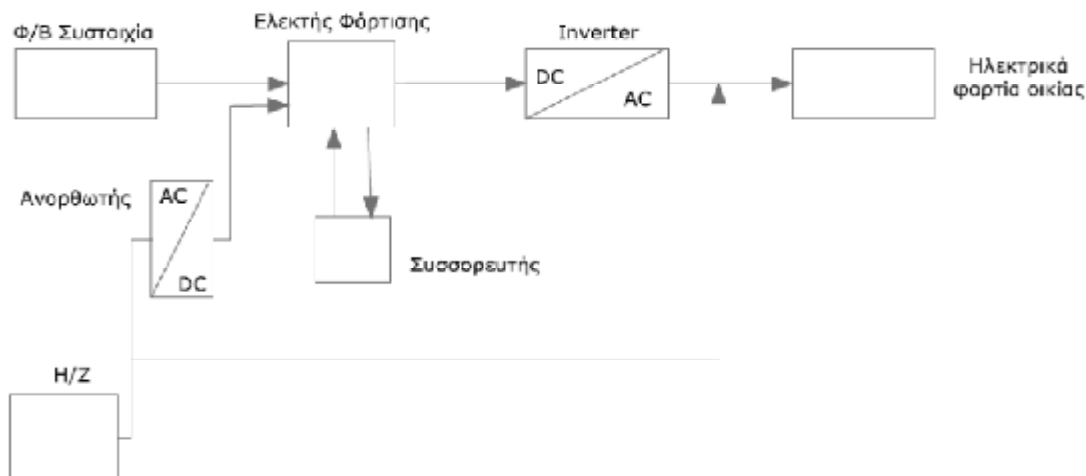 Φ/Β Συστοιχία
Ελεκτής Φόρτισης
Inverter
DC
AC
Ηλεκτρικά
φορτία οικίας
Ανορθωτής
AC
DC
Συσσορευτής
Η/Ζ